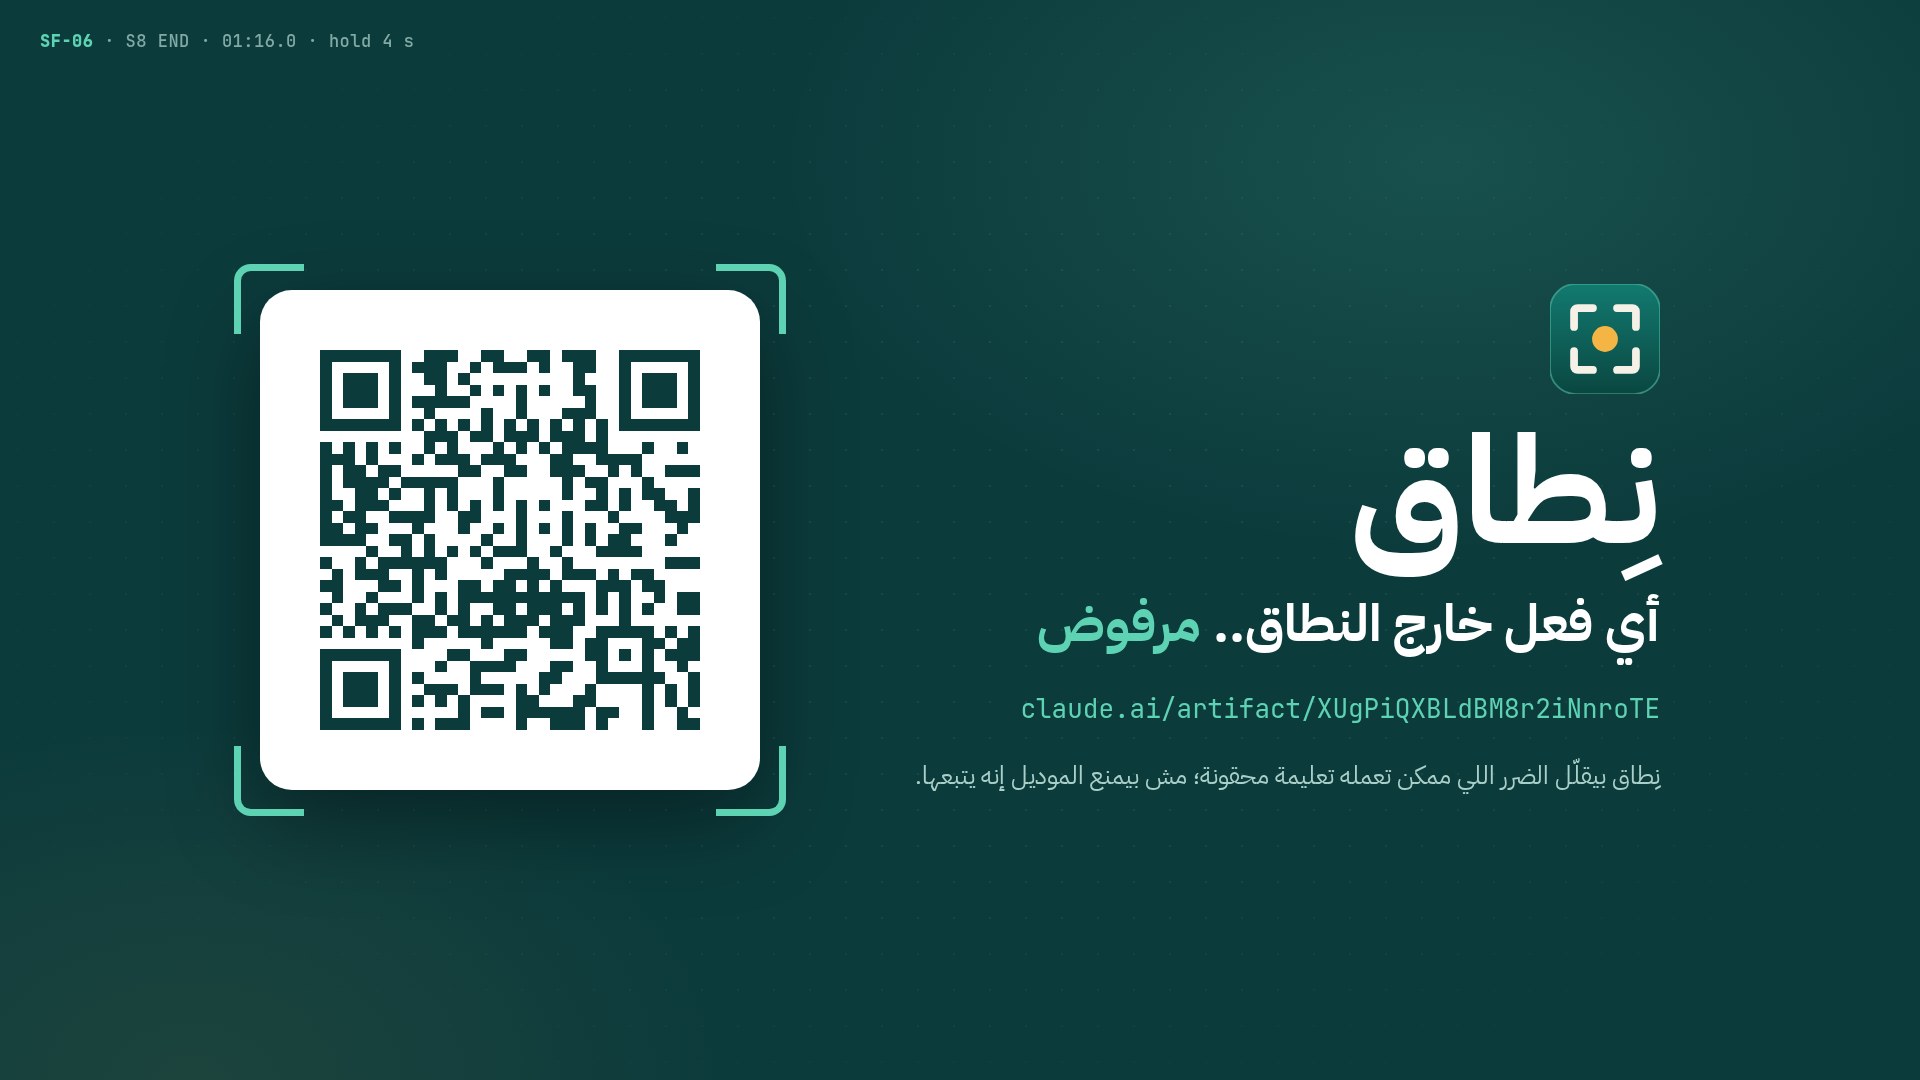 SF-06 · S8 END · 01:16.0 · hold 4 s
نِطاق
أي فعل خارج النطاق.. مرفوض
claude.ai/artifact/XUgPiQXBLdBM8r2iNnroTE
نِطاق بيقلّل الضرر اللي ممكن تعمله تعليمة محقونة؛ مش بيمنع الموديل إنه يتبعها.